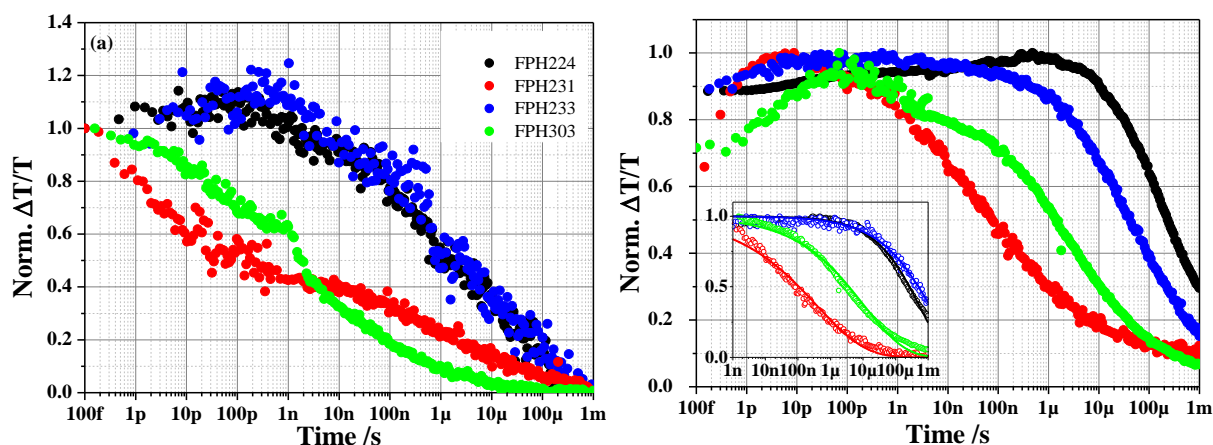 (a)
1.4
1.2
1.0
0.8
0.6
0.4
0.2
0.0
Norm. ΔT/T
FPH224
FPH231
FPH233
FPH303
100f 1p 10p 100p 1n 10n 100n 1µ 10µ 100µ 1m
Time /s
1.0
0.8
0.6
0.4
0.2
0.0
Norm. ΔT/T
1.0
0.5
0.0
1n 10n 100n 1µ 10µ 100µ 1m
100f 1p 10p 100p 1n 10n 100n 1µ 10µ 100µ 1m
Time /s